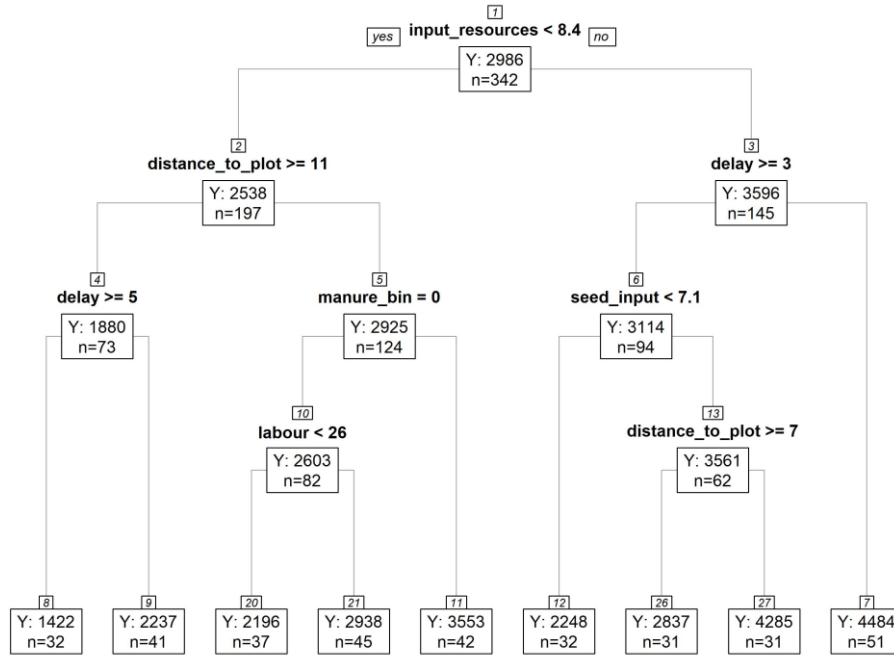 1
input_resources < 8.4
yes
no
Y: 2986
n=342
2
distance_to_plot >= 11
Y: 2538
n=197
3
delay >= 3
Y: 3596
n=145
4
delay >= 5
Y: 1880
n=73
5
manure_bin = 0
Y: 2925
n=124
6
seed_input < 7.1
Y: 3114
n=94
10
labour < 26
Y: 2603
n=82
13
distance_to_plot >= 7
Y: 3561
n=62
8
Y: 1422
n=32
9
Y: 2237
n=41
20
Y: 2196
n=37
21
Y: 2938
n=45
11
Y: 3553
n=42
12
Y: 2248
n=32
26
Y: 2837
n=31
27
Y: 4285
n=31
7
Y: 4484
n=51